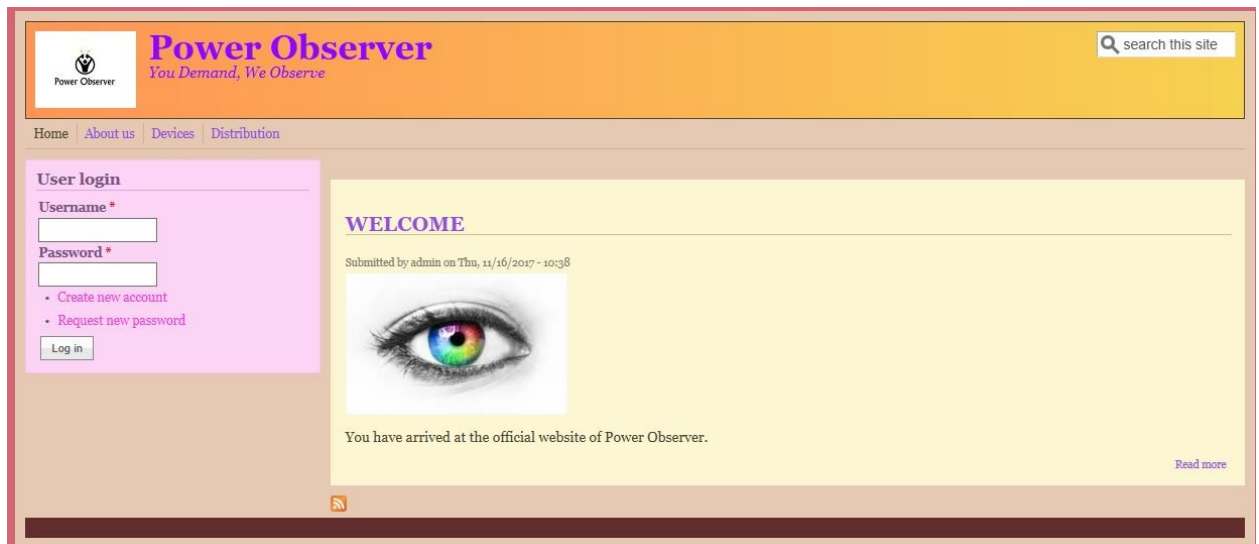 Power Observer
Power Observer
You Demand, We Observe
search this site
Home About us Devices Distribution
User login
Username *
Password *
Create new account
Request new password
Log in
WELCOME
Submitted by admin on Thu, 11/16/2017 - 10:38
You have arrived at the official website of Power Observer.
Read more